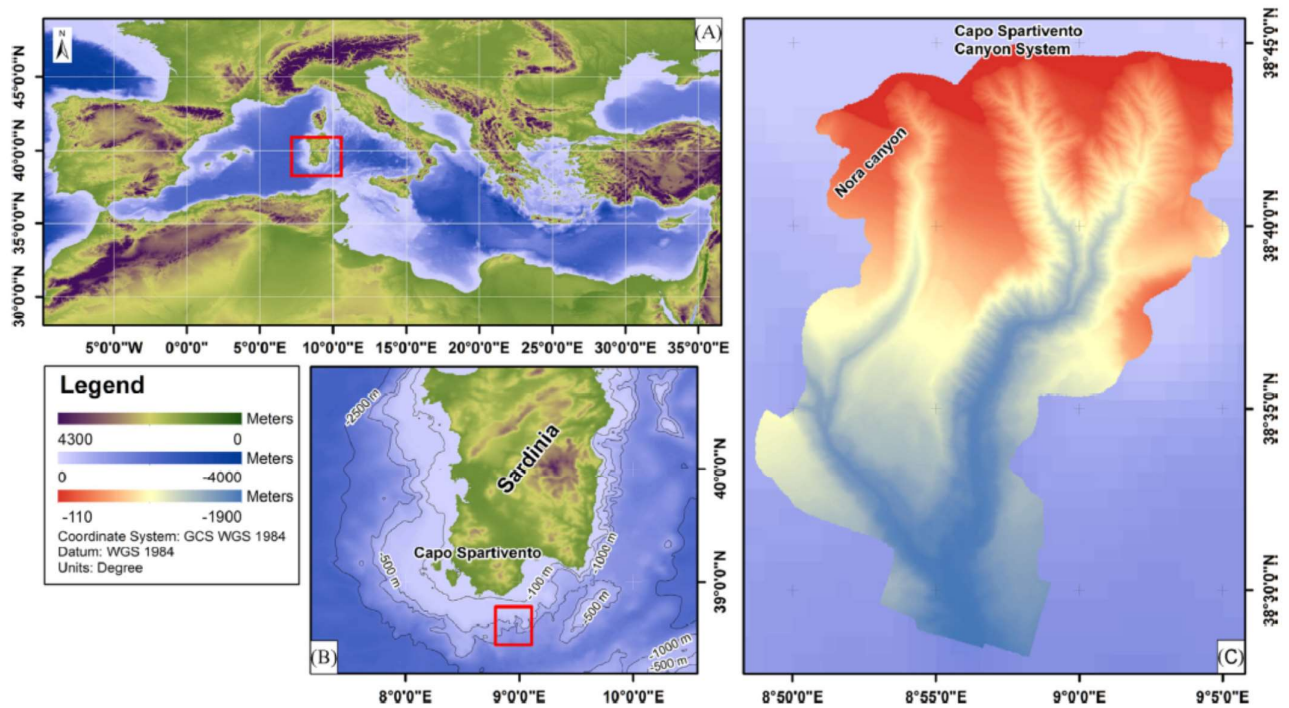 N
(A)
45°0'0"N
40°0'0"N
35°0'0"N
30°0'0"N
5°0'0"W
0°0'0"
5°0'0"E
10°0'0"E
15°0'0"E
20°0'0"E
25°0'0"E
30°0'0"E
35°0'0"E
Legend
Meters
4300 0
Meters
0 -4000
Meters
-110 -1900
Coordinate System: GCS WGS 1984
Datum: WGS 1984
Units: Degree
-2500 m
Sardinia
Capo Spartivento
-500 m
-100 m
-1000 m
-500 m
-1000 m
-500 m
(B)
40°0'0"N
39°0'0"N
8°0'0"E
9°0'0"E
10°0'0"E
Capo Spartivento
Canyon System
Nora canyon
(C)
38°45'0"N
38°40'0"N
38°35'0"N
38°30'0"N
8°50'0"E
8°55'0"E
9°0'0"E
9°5'0"E